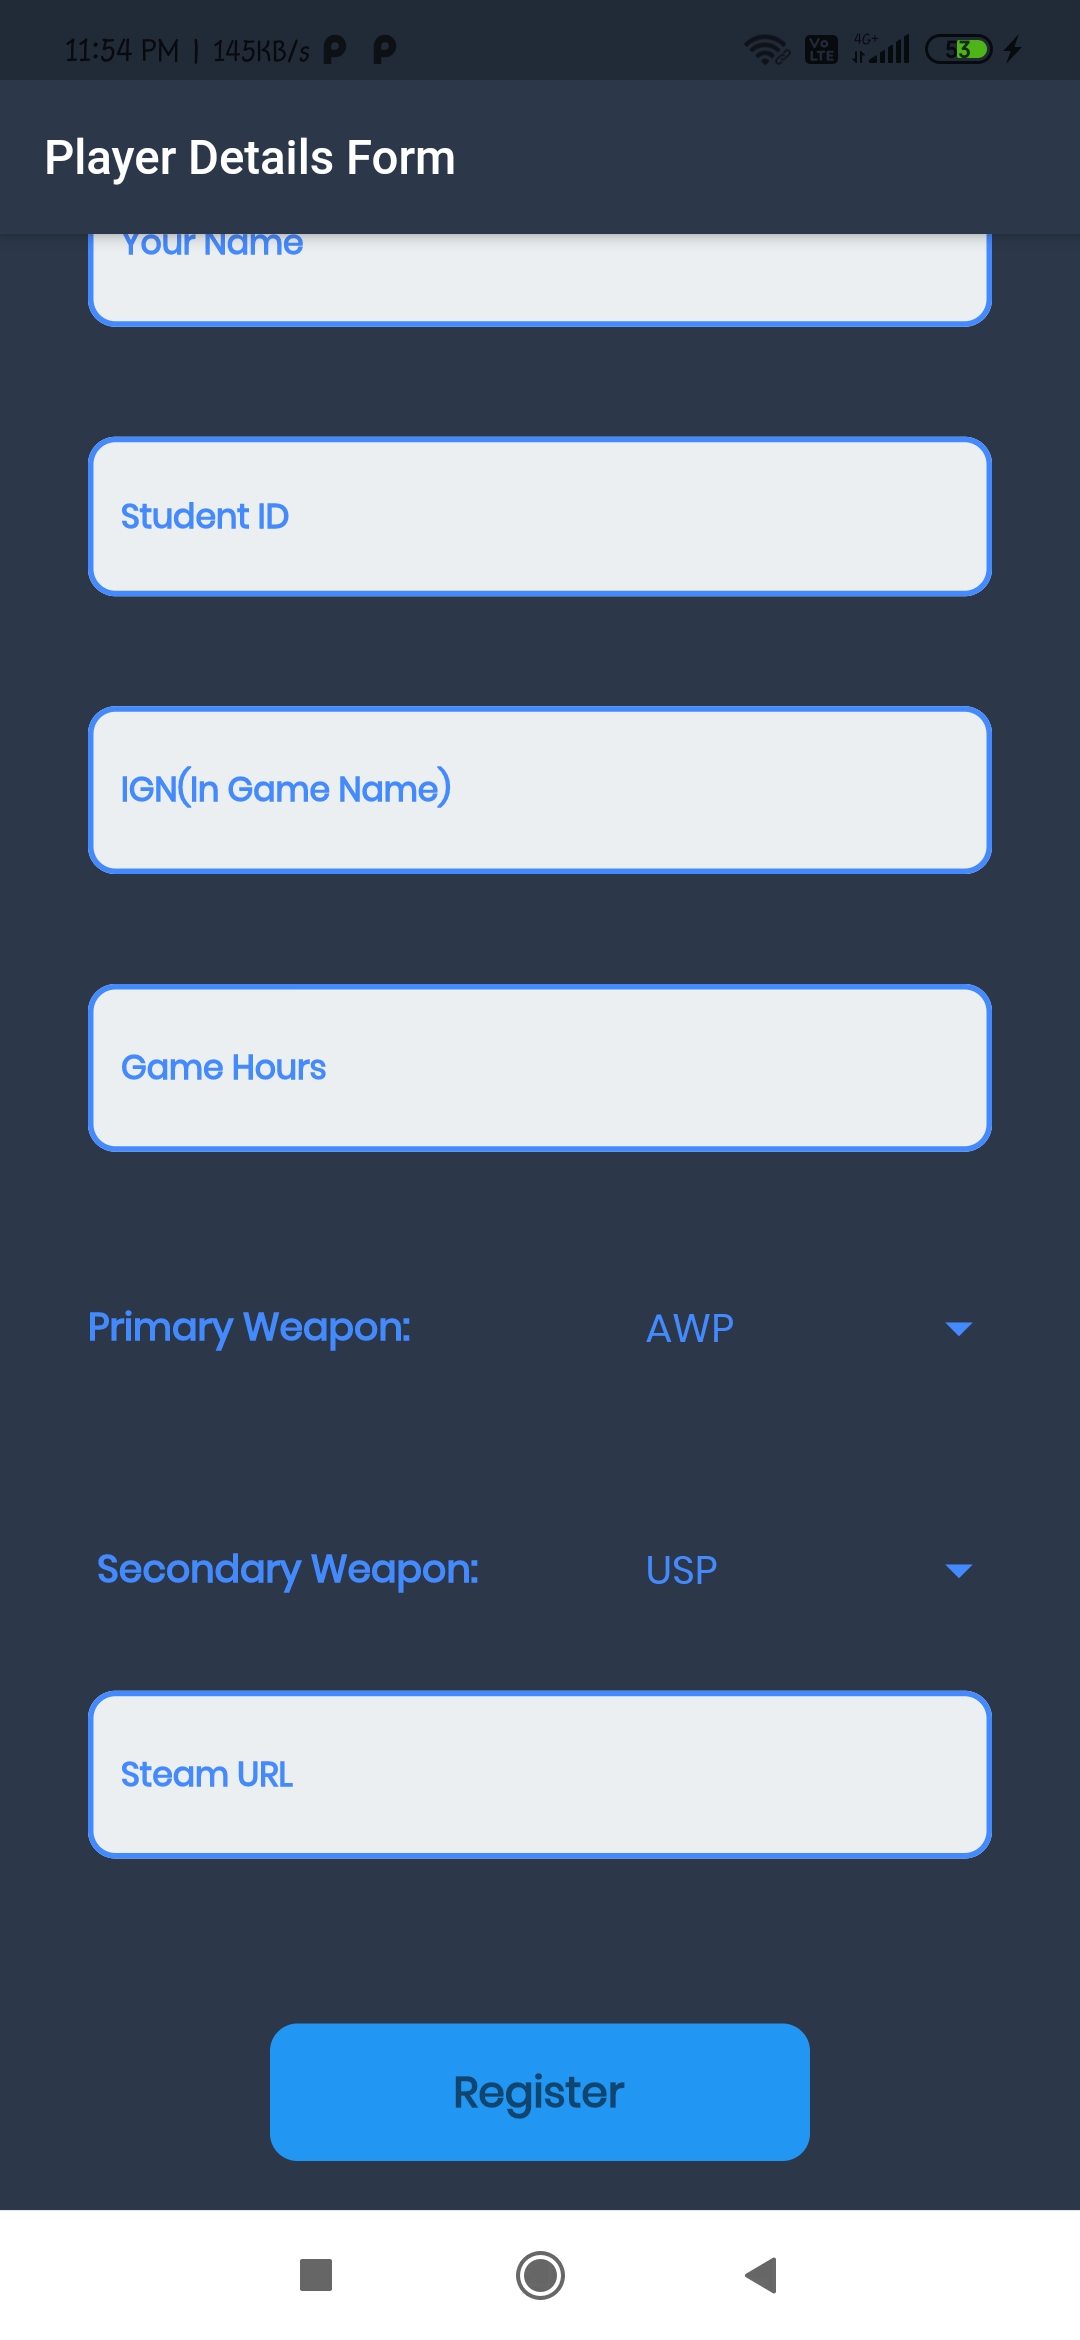 11:54 PM | 145KB/s
Vo LTE 4G+ 53
Player Details Form
Your Name
Student ID
IGN(In Game Name)
Game Hours
Primary Weapon: AWP
Secondary Weapon: USP
Steam URL
Register